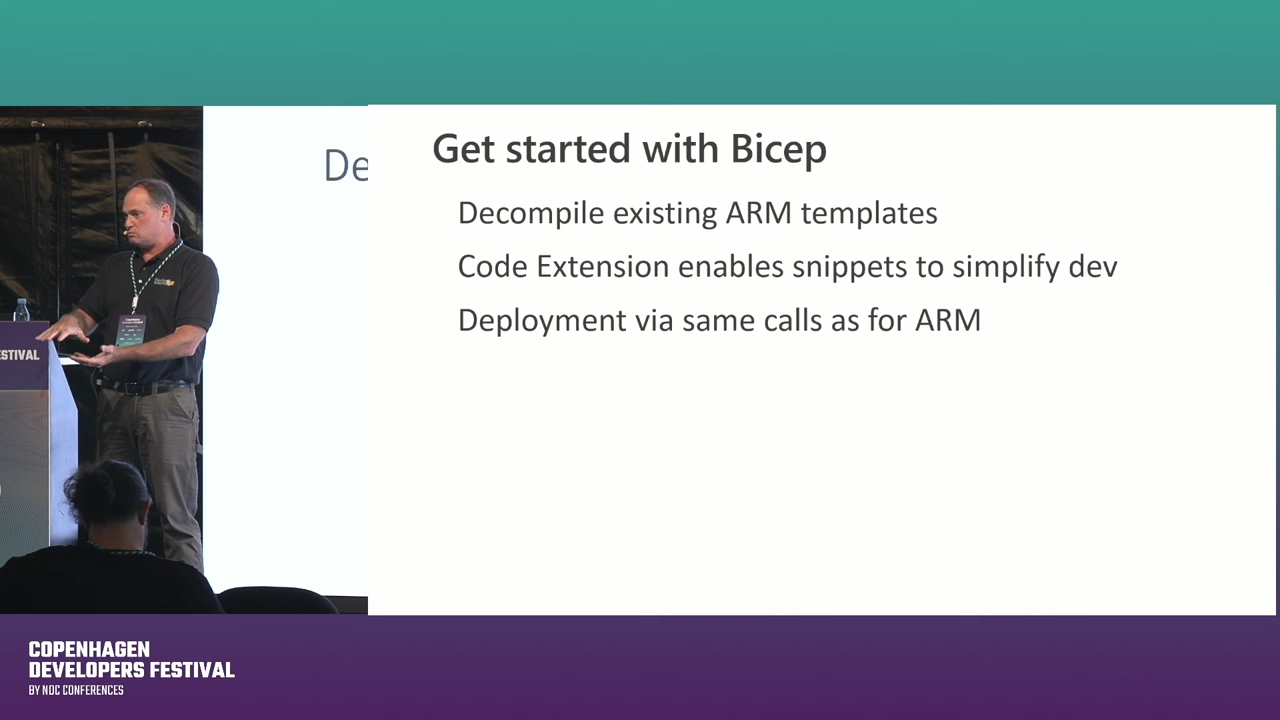 Get started with Bicep
Decompile existing ARM templates
Code Extension enables snippets to simplify dev
Deployment via same calls as for ARM
De
ESTIVAL
COPENHAGEN
DEVELOPERS FESTIVAL
BY NDC CONFERENCES